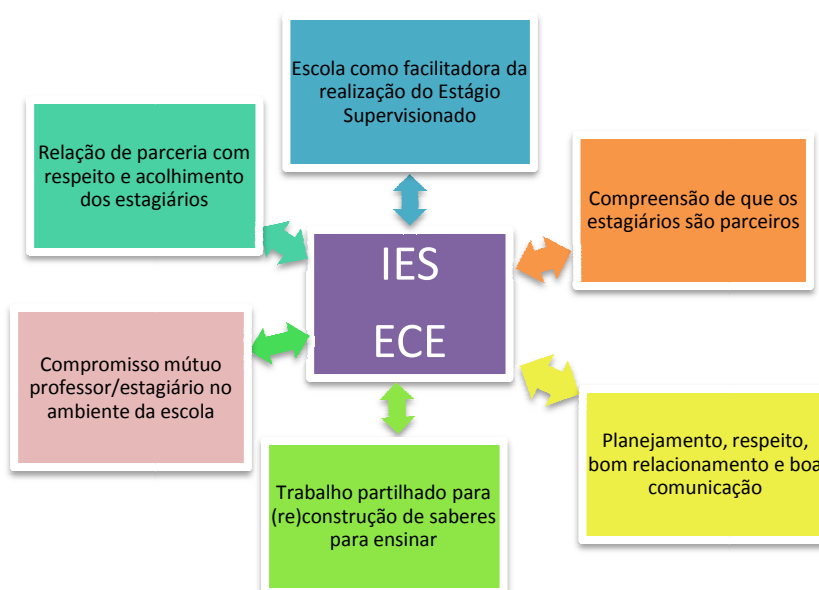 Escola como facilitadora da
realização do Estágio
Supervisionado
Relação de parceria com
respeito e acolhimento
dos estagiários
Compreensão de que os
estagiários são parceiros
IES
ECE
Compromisso mútuo
professor/estagiário no
ambiente da escola
Planejamento, respeito,
bom relacionamento e boa
comunicação
Trabalho partilhado para
(re)construção de saberes
para ensinar